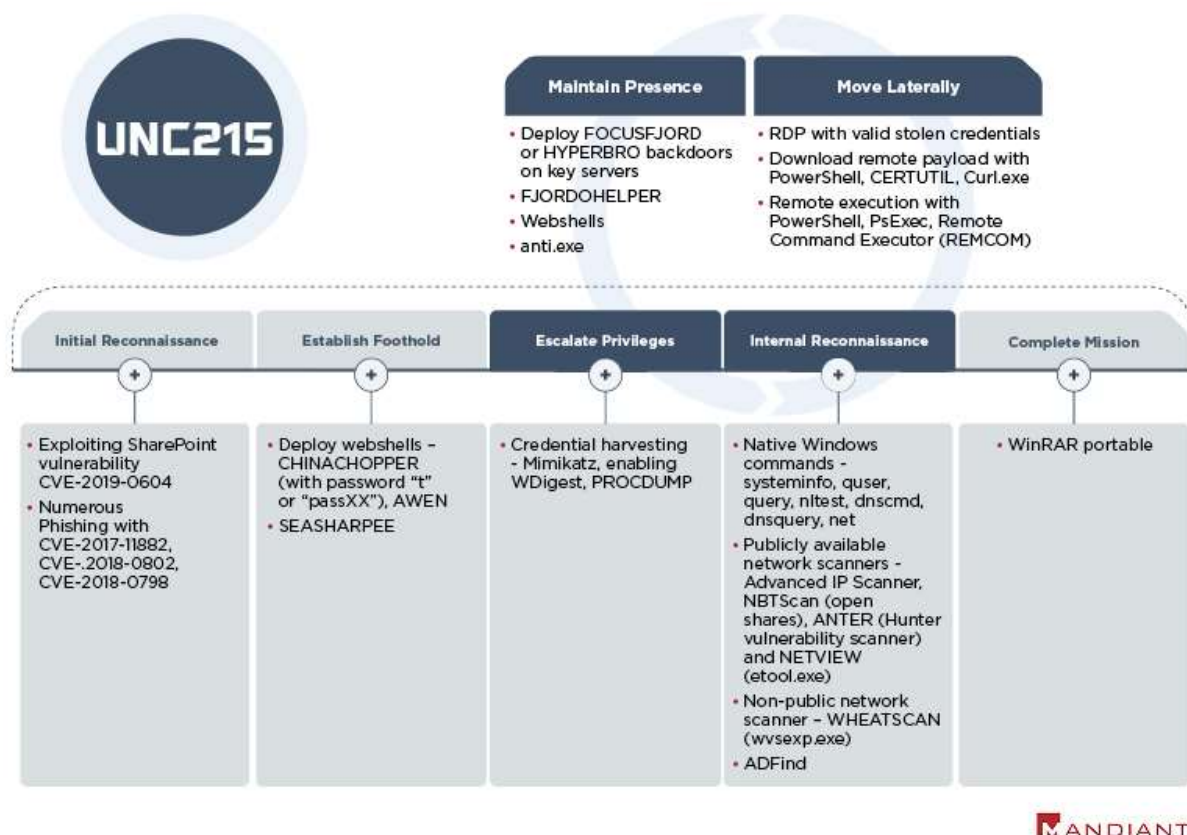 UNC215
Maintain Presence
• Deploy FOCUSFJORD
or HYPERBRO backdoors
on key servers
• FJORDOHELPER
• Webshells
• anti.exe
Move Laterally
• RDP with valid stolen credentials
• Download remote payload with
PowerShell, CERTUTIL, Curl.exe
• Remote execution with
PowerShell, PsExec, Remote
Command Executor (REMCOM)
Initial Reconnaissance
• Exploiting SharePoint
vulnerability
CVE-2019-0604
• Numerous
Phishing with
CVE-2017-11882,
CVE-.2018-0802,
CVE-2018-0798
Establish Foothold
• Deploy webshells –
CHINACHOPPER
(with password “t”
or “passXX”), AWEN
• SEASHARPEE
Escalate Privileges
• Credential harvesting
- Mimikatz, enabling
WDigest, PROCDUMP
Internal Reconnaissance
• Native Windows
commands -
systeminfo, quser,
query, nltest, dnscmd,
dnsquery, net
• Publicly available
network scanners -
Advanced IP Scanner,
NBTScan (open
shares), ANTER (Hunter
vulnerability scanner)
and NETVIEW
(etool.exe)
• Non-public network
scanner – WHEATSCAN
(wvsexp.exe)
• ADFind
Complete Mission
• WinRAR portable
MANDIANT